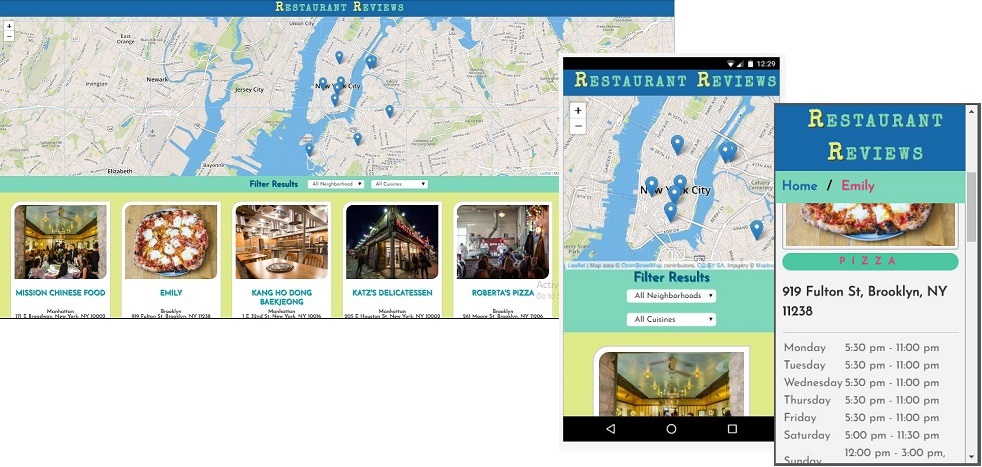 Restaurant Reviews
Union City
East Orange
Irvington
Newark
Jersey City
New York City
Bayonne
Elizabeth
Leaflet
Filter Results
All Neighborhood
All Cuisines
MISSION CHINESE FOOD
Manhattan
171 E Broadway, New York, NY 10002
EMILY
Brooklyn
919 Fulton St, Brooklyn, NY 11238
KANG HO DONG BAEKJEONG
Manhattan
1 E 32nd St, New York, NY 10016
KATZ'S DELICATESSEN
Manhattan
205 E Houston St, New York, NY 10002
ROBERTA'S PIZZA
Brooklyn
261 Moore St, Brooklyn, NY 11206
Activ
Go to S
12:29
Restaurant Reviews
+
−
New York City
Calvary Cemetery
Leaflet | Map data © OpenStreetMap contributors, CC-BY-SA, Imagery © Mapbox
Filter Results
All Neighborhoods
All Cuisines
Restaurant
Reviews
Home / Emily
PIZZA
919 Fulton St, Brooklyn, NY
11238
Monday 5:30 pm - 11:00 pm
Tuesday 5:30 pm - 11:00 pm
Wednesday 5:30 pm - 11:00 pm
Thursday 5:30 pm - 11:00 pm
Friday 5:30 pm - 11:00 pm
Saturday 5:00 pm - 11:30 pm
Sunday 12:00 pm - 3:00 pm,